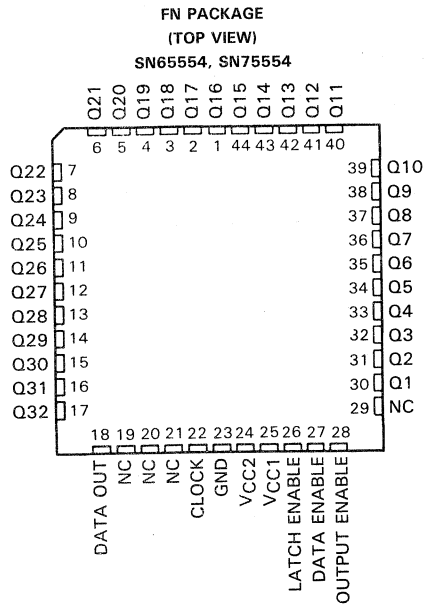 FN PACKAGE
(TOP VIEW)
SN65554, SN75554
Q21 Q20 Q19 Q18 Q17 Q16 Q15 Q14 Q13 Q12 Q11
6 5 4 3 2 1 44 43 42 41 40
Q22 7 39 Q10
Q23 8 38 Q9
Q24 9 37 Q8
Q25 10 36 Q7
Q26 11 35 Q6
Q27 12 34 Q5
Q28 13 33 Q4
Q29 14 32 Q3
Q30 15 31 Q2
Q31 16 30 Q1
Q32 17 29 NC
18 19 20 21 22 23 24 25 26 27 28
DATA OUT
NC
NC
NC
CLOCK
GND
VCC2
VCC1
LATCH ENABLE
DATA ENABLE
OUTPUT ENABLE